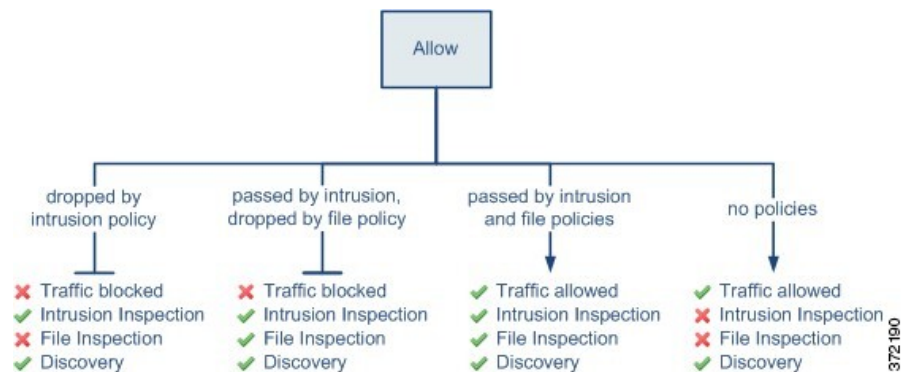 Allow
dropped by
intrusion policy
passed by intrusion,
dropped by file policy
passed by intrusion
and file policies
no policies
Traffic blocked
Intrusion Inspection
File Inspection
Discovery
Traffic blocked
Intrusion Inspection
File Inspection
Discovery
Traffic allowed
Intrusion Inspection
File Inspection
Discovery
Traffic allowed
Intrusion Inspection
File Inspection
Discovery
372190